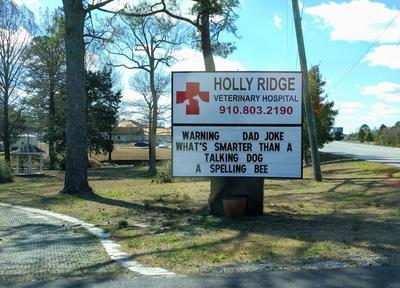 HOLLY RIDGE
VETERINARY HOSPITAL
910.803.2190
WARNING DAD JOKE
WHAT'S SMARTER THAN A
TALKING DOG
A SPELLING BEE